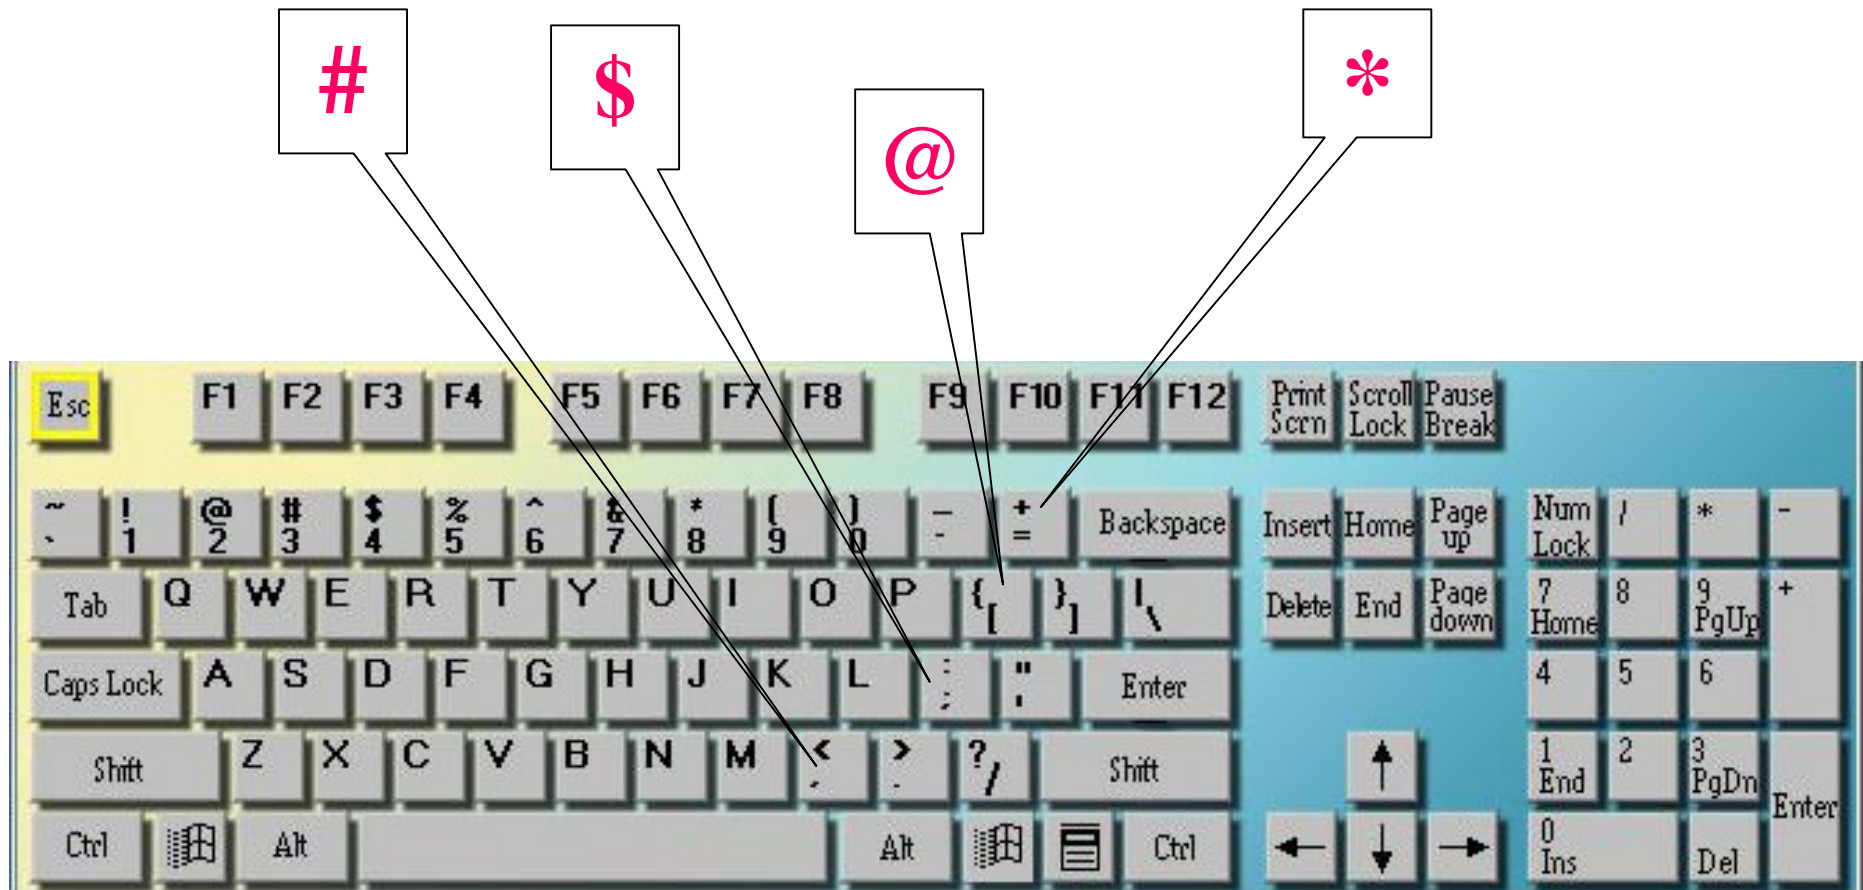 # $ @ *
Esc F1 F2 F3 F4 F5 F6 F7 F8 F9 F10 F11 F12 Print Scrn Scroll Lock Pause Break
~ ` ! 1 @ 2 # 3 $ 4 % 5 ^ 6 & 7 * 8 ( 9 ) 0 — - + = Backspace Insert Home Page up Num Lock / * -
Tab Q W E R T Y U I O P { [ } ] | \ Delete End Page down 7 Home 8 9 PgUp +
Caps Lock A S D F G H J K L : ; " ' Enter 4 5 6
Shift Z X C V B N M < , > . ? / Shift ↑ 1 End 2 3 PgDn Enter
Ctrl Alt Alt Ctrl ← ↓ → 0 Ins Del